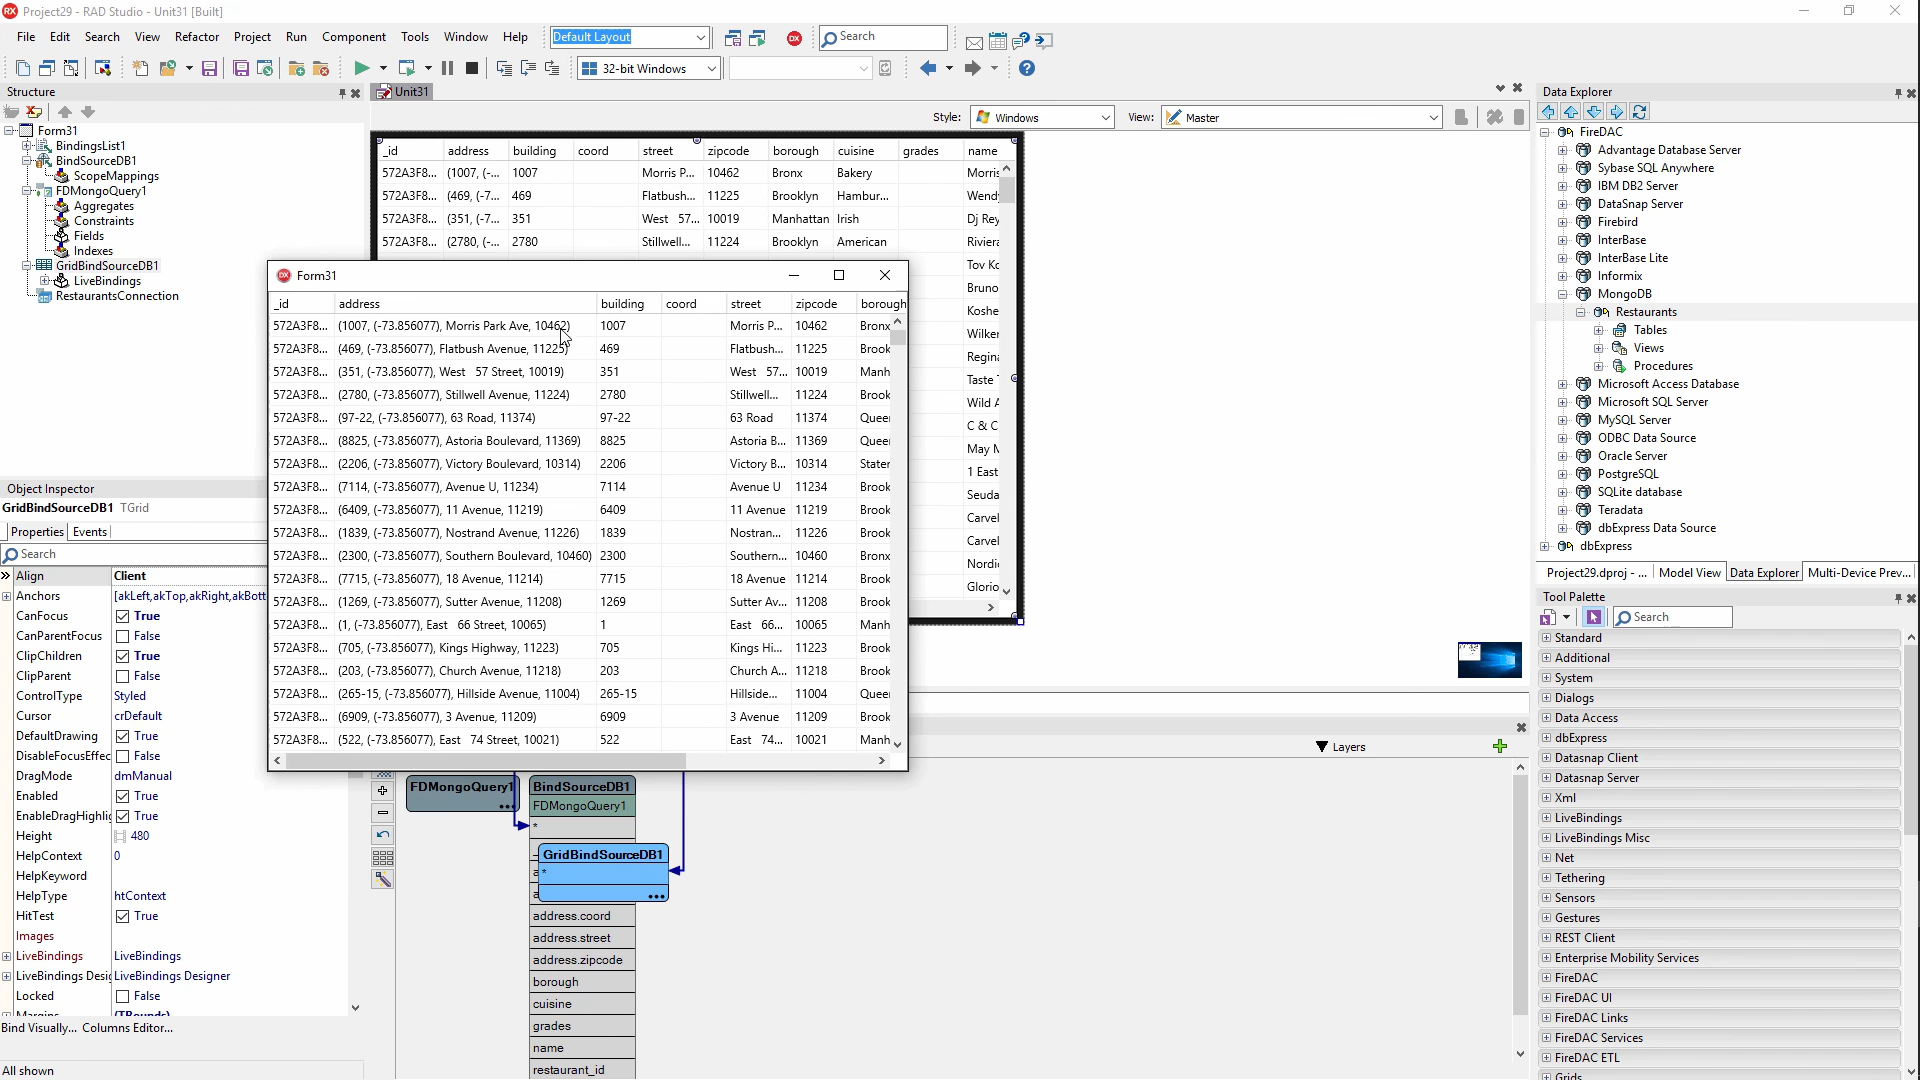 Project29 - RAD Studio - Unit31 [Built]
File Edit Search View Refactor Project Run Component Tools Window Help Default Layout Search
32-bit Windows
Structure
Unit31
Data Explorer
Style: Windows View: Master
Form31
BindingsList1
BindSourceDB1
ScopeMappings
FDMongoQuery1
Aggregates
Constraints
Fields
Indexes
GridBindSourceDB1
LiveBindings
RestaurantsConnection
_id address building coord street zipcode borough cuisine grades name
572A3F8... (1007, (-... 1007 Morris P... 10462 Bronx Bakery Morris
572A3F8... (469, (-7... 469 Flatbush... 11225 Brooklyn Hambur... Wend
572A3F8... (351, (-7... 351 West 57... 10019 Manhattan Irish Dj Rey
572A3F8... (2780, (-... 2780 Stillwell... 11224 Brooklyn American Riviera
Tov Ko
Bruno
Koshe
Wilker
Regina
Taste
Wild A
C & C
May M
1 East
Seuda
Carvel
Carvel
Nordic
Glorio
Form31
_id address building coord street zipcode borough
572A3F8... (1007, (-73.856077), Morris Park Ave, 10462) 1007 Morris P... 10462 Bronx
572A3F8... (469, (-73.856077), Flatbush Avenue, 11225) 469 Flatbush... 11225 Brook
572A3F8... (351, (-73.856077), West 57 Street, 10019) 351 West 57... 10019 Manh
572A3F8... (2780, (-73.856077), Stillwell Avenue, 11224) 2780 Stillwell... 11224 Brook
572A3F8... (97-22, (-73.856077), 63 Road, 11374) 97-22 63 Road 11374 Quee
572A3F8... (8825, (-73.856077), Astoria Boulevard, 11369) 8825 Astoria B... 11369 Quee
572A3F8... (2206, (-73.856077), Victory Boulevard, 10314) 2206 Victory B... 10314 Stater
572A3F8... (7114, (-73.856077), Avenue U, 11234) 7114 Avenue U 11234 Brook
572A3F8... (6409, (-73.856077), 11 Avenue, 11219) 6409 11 Avenue 11219 Brook
572A3F8... (1839, (-73.856077), Nostrand Avenue, 11226) 1839 Nostran... 11226 Brook
572A3F8... (2300, (-73.856077), Southern Boulevard, 10460) 2300 Southern... 10460 Bronx
572A3F8... (7715, (-73.856077), 18 Avenue, 11214) 7715 18 Avenue 11214 Brook
572A3F8... (1269, (-73.856077), Sutter Avenue, 11208) 1269 Sutter Av... 11208 Brook
572A3F8... (1, (-73.856077), East 66 Street, 10065) 1 East 66... 10065 Manh
572A3F8... (705, (-73.856077), Kings Highway, 11223) 705 Kings Hi... 11223 Brook
572A3F8... (203, (-73.856077), Church Avenue, 11218) 203 Church A... 11218 Brook
572A3F8... (265-15, (-73.856077), Hillside Avenue, 11004) 265-15 Hillside... 11004 Quee
572A3F8... (6909, (-73.856077), 3 Avenue, 11209) 6909 3 Avenue 11209 Brook
572A3F8... (522, (-73.856077), East 74 Street, 10021) 522 East 74... 10021 Manh
Object Inspector
GridBindSourceDB1 TGrid
Properties Events
Search
Align Client
Anchors [akLeft,akTop,akRight,akBott
CanFocus True
CanParentFocus False
ClipChildren True
ClipParent False
ControlType Styled
Cursor crDefault
DefaultDrawing True
DisableFocusEffec False
DragMode dmManual
Enabled True
EnableDragHighlig True
Height 480
HelpContext 0
HelpKeyword
HelpType htContext
HitTest True
Images
LiveBindings LiveBindings
LiveBindings Desig LiveBindings Designer
Locked False
Margins (TBounds)
Bind Visually... Columns Editor...
All shown
Layers
FDMongoQuery1
BindSourceDB1
FDMongoQuery1
*
GridBindSourceDB1
*
address.coord
address.street
address.zipcode
borough
cuisine
grades
name
restaurant_id
FireDAC
Advantage Database Server
Sybase SQL Anywhere
IBM DB2 Server
DataSnap Server
Firebird
InterBase
InterBase Lite
Informix
MongoDB
Restaurants
Tables
Views
Procedures
Microsoft Access Database
Microsoft SQL Server
MySQL Server
ODBC Data Source
Oracle Server
PostgreSQL
SQLite database
Teradata
dbExpress Data Source
dbExpress
Project29.dproj - ... Model View Data Explorer Multi-Device Prev...
Tool Palette
Search
Standard
Additional
System
Dialogs
Data Access
dbExpress
Datasnap Client
Datasnap Server
Xml
LiveBindings
LiveBindings Misc
Net
Tethering
Sensors
Gestures
REST Client
Enterprise Mobility Services
FireDAC
FireDAC UI
FireDAC Links
FireDAC Services
FireDAC ETL
Grids